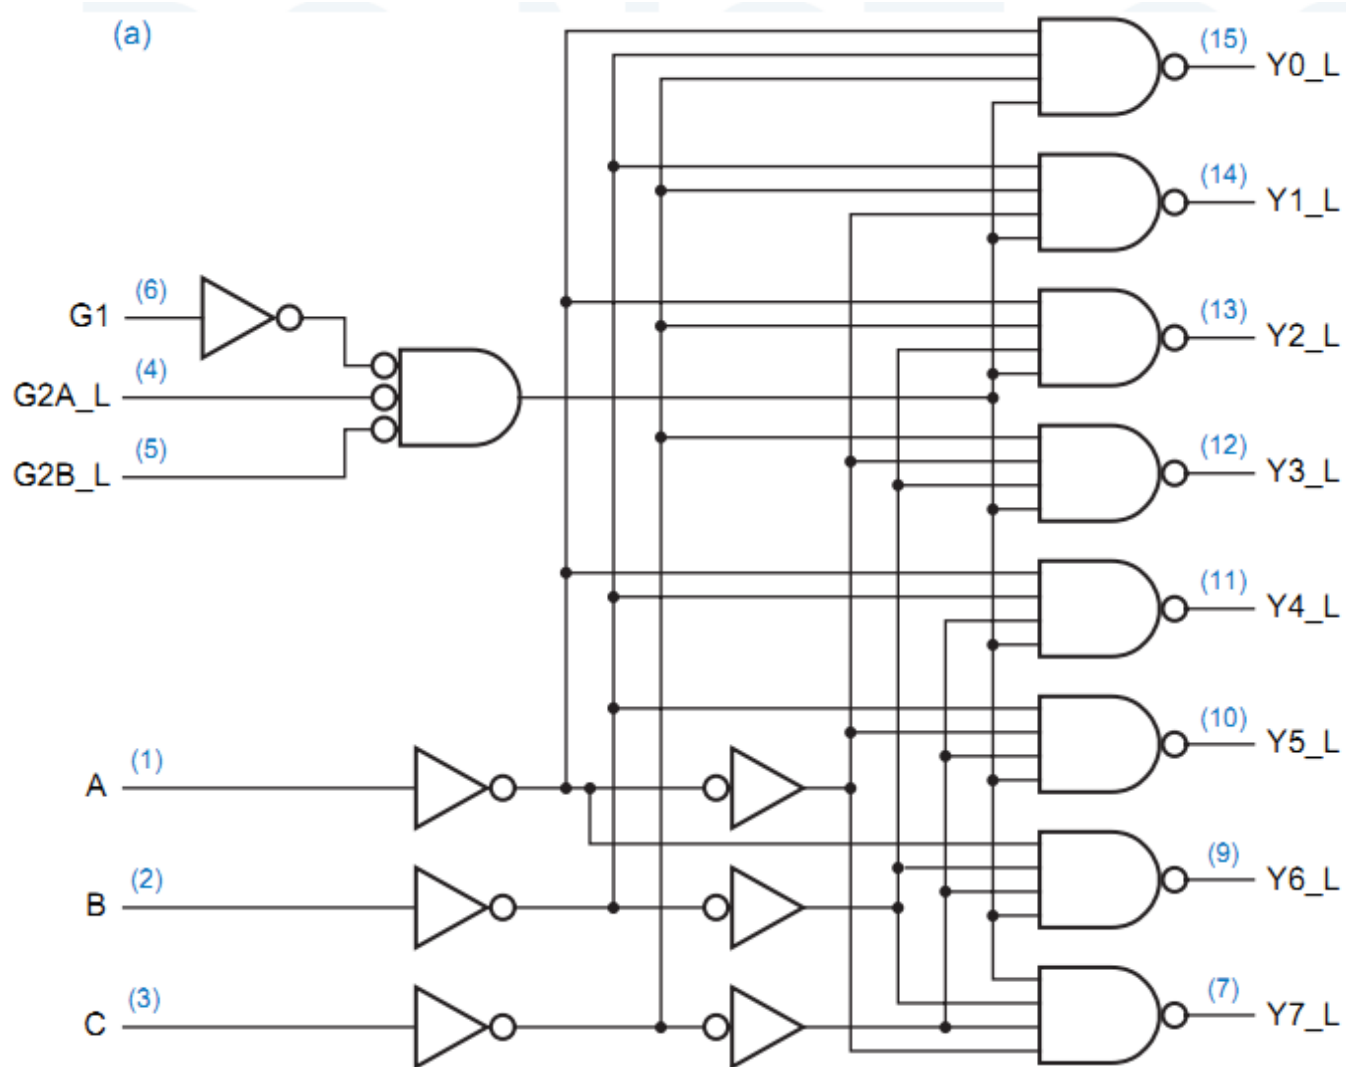 (a)
(15) Y0_L
(14) Y1_L
G1 (6)
(13) Y2_L
G2A_L (4)
G2B_L (5)
(12) Y3_L
(11) Y4_L
(10) Y5_L
A (1)
(9) Y6_L
B (2)
(7) Y7_L
C (3)